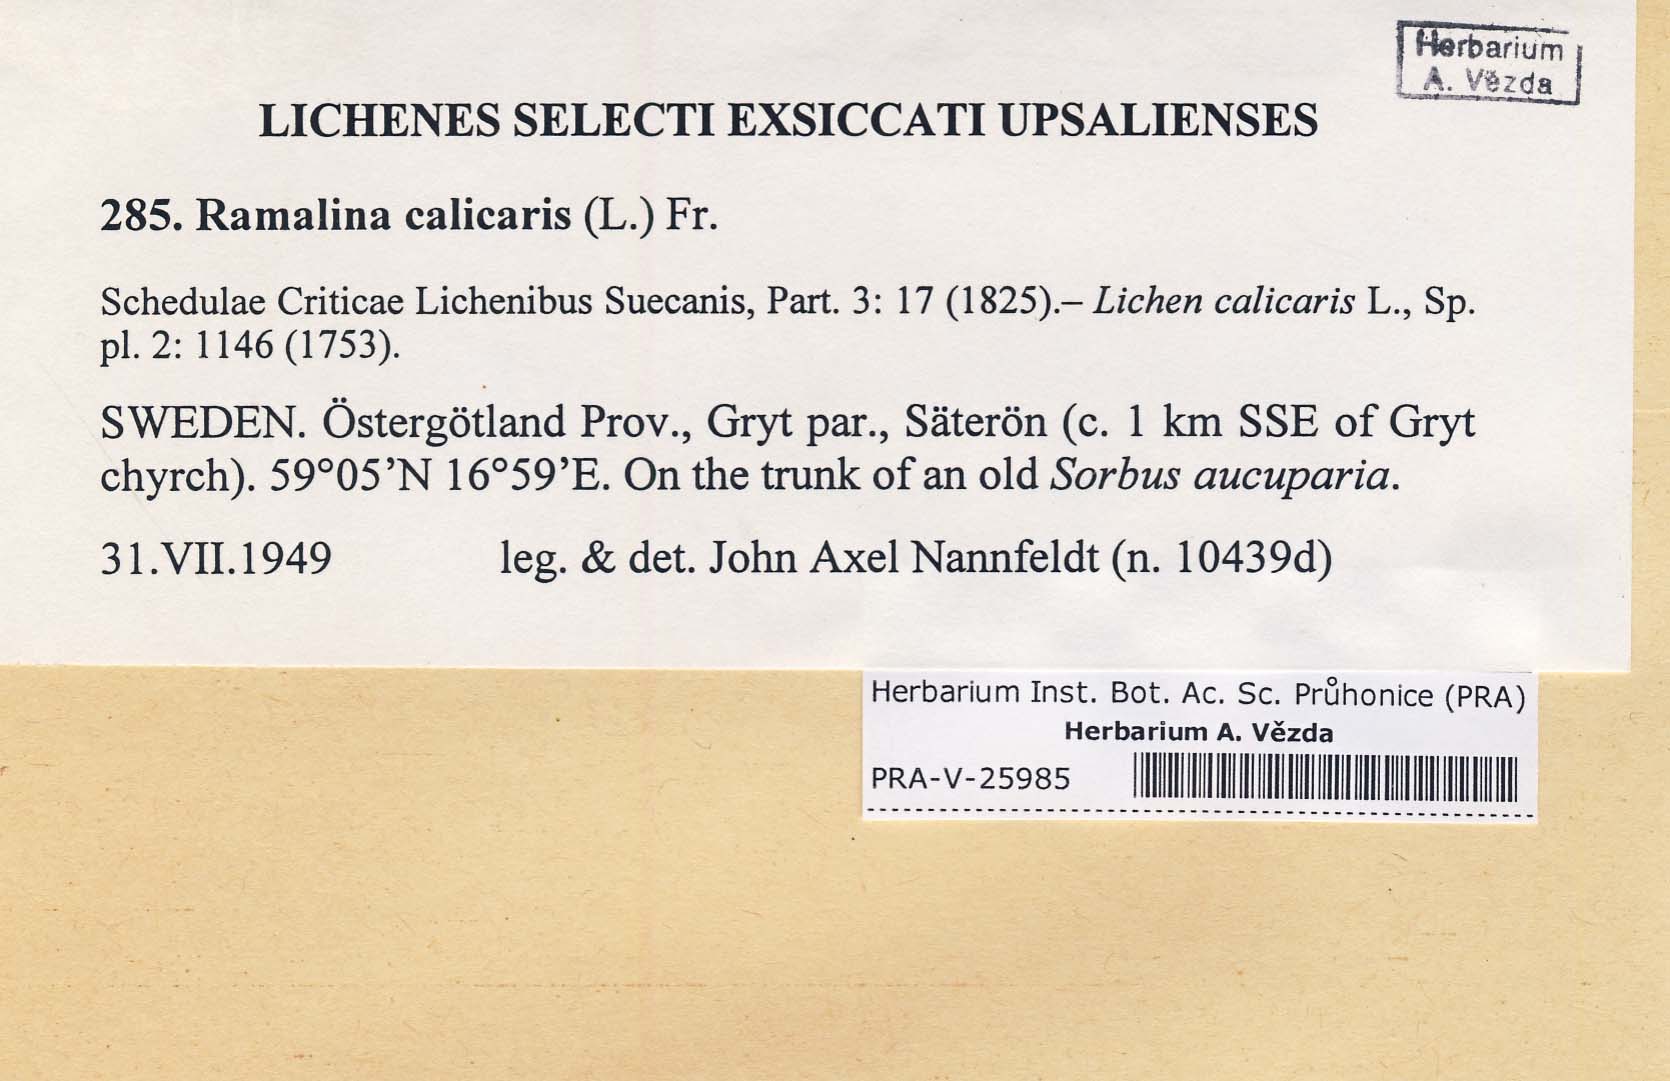 Herbarium
A. Vězda
LICHENES SELECTI EXSICCATI UPSALIENSES
285. Ramalina calicaris (L.) Fr.
Schedulae Criticae Lichenibus Suecanis, Part. 3: 17 (1825).– Lichen calicaris L., Sp.
pl. 2: 1146 (1753).
SWEDEN. Östergötland Prov., Gryt par., Säterön (c. 1 km SSE of Gryt
chyrch). 59°05’N 16°59’E. On the trunk of an old Sorbus aucuparia.
31.VII.1949 leg. & det. John Axel Nannfeldt (n. 10439d)
Herbarium Inst. Bot. Ac. Sc. Průhonice (PRA)
Herbarium A. Vězda
PRA-V-25985